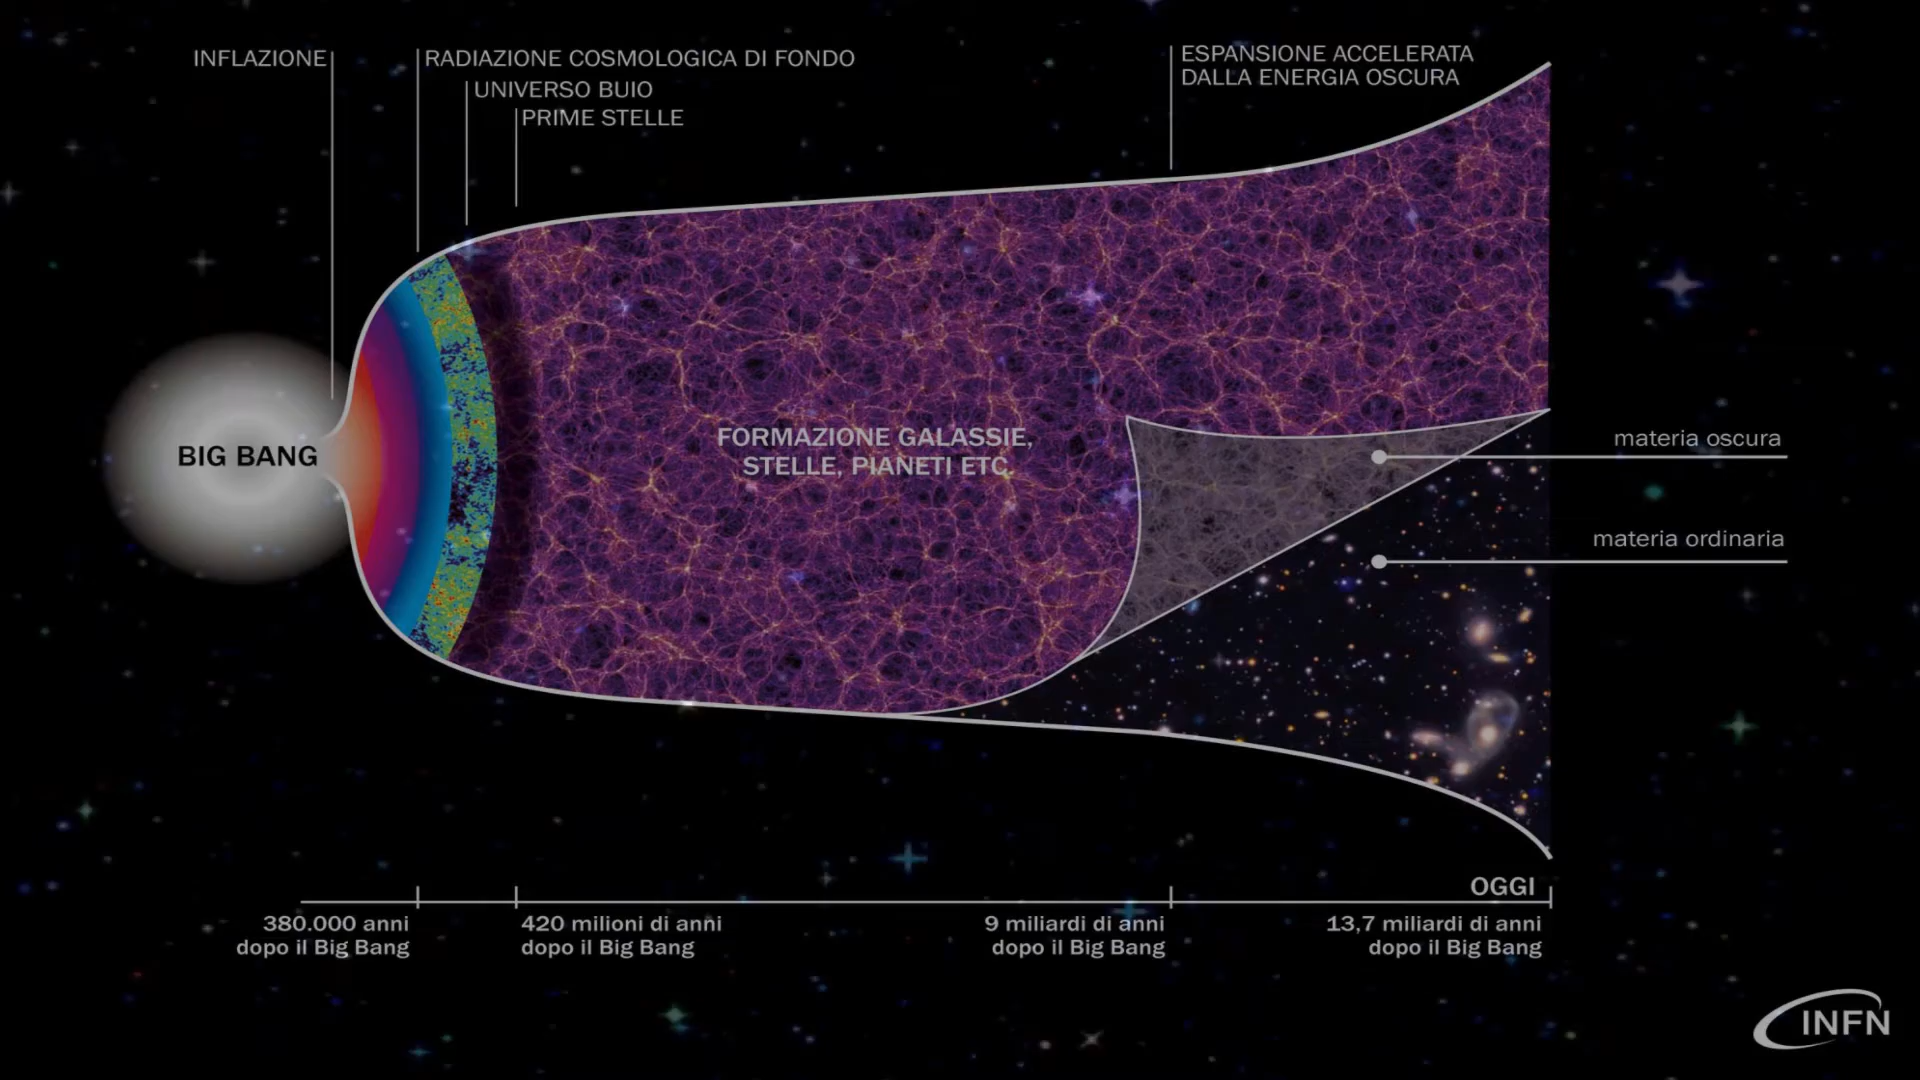 INFLAZIONE
RADIAZIONE COSMOLOGICA DI FONDO
UNIVERSO BUIO
PRIME STELLE
ESPANSIONE ACCELERATA
DALLA ENERGIA OSCURA
BIG BANG
FORMAZIONE GALASSIE,
STELLE, PIANETI ETC.
materia oscura
materia ordinaria
OGGI
380.000 anni
dopo il Big Bang
420 milioni di anni
dopo il Big Bang
9 miliardi di anni
dopo il Big Bang
13,7 miliardi di anni
dopo il Big Bang
INFN